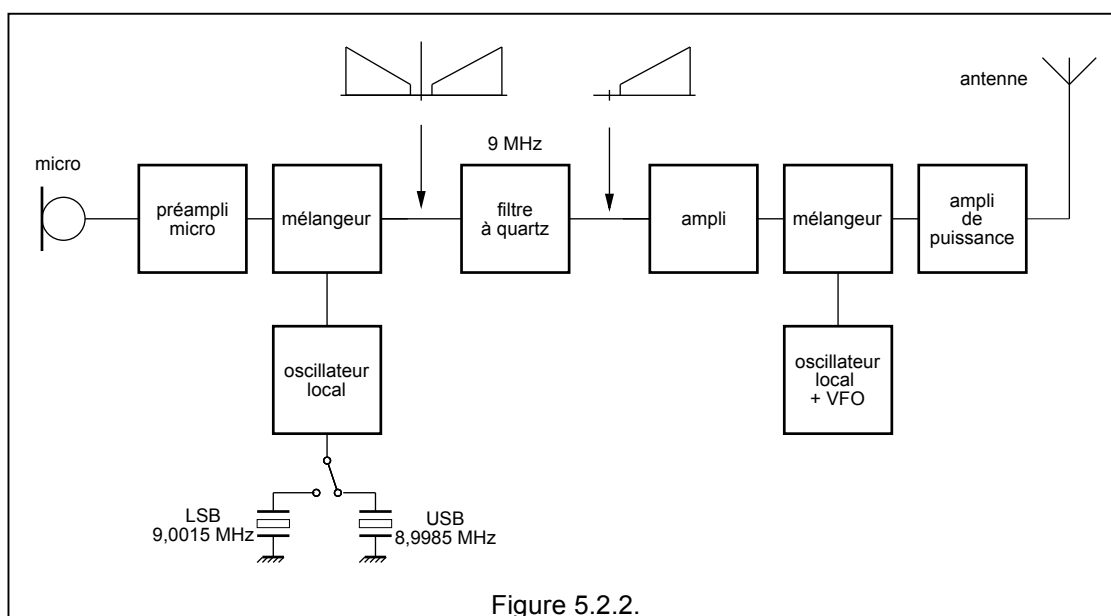 antenne
9 MHz
micro
préampli
micro
mélangeur
filtre
à quartz
ampli
mélangeur
ampli
de
puissance
oscillateur
local
oscillateur
local
+ VFO
LSB
9,0015 MHz
USB
8,9985 MHz
Figure 5.2.2.